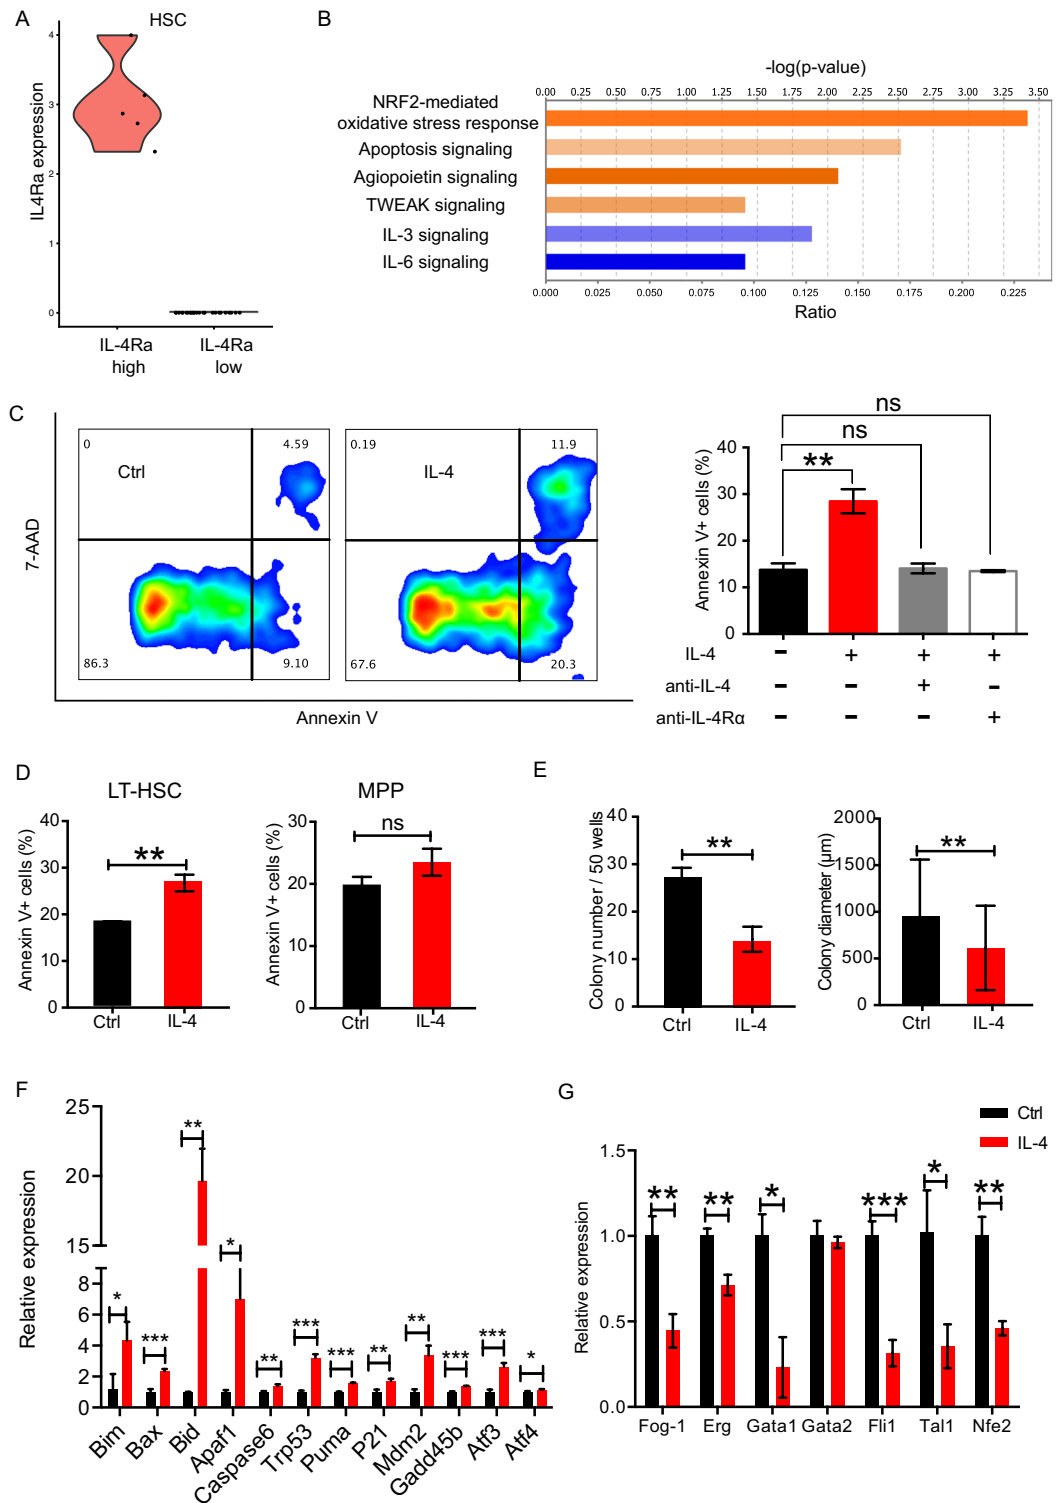 A
HSC
IL4Ra expression
4
3
2
1
0
IL-4Ra
high
IL-4Ra
low
B
-log(p-value)
0.00 0.25 0.50 0.75 1.00 1.25 1.50 1.75 2.00 2.25 2.50 2.75 3.00 3.25 3.50
NRF2-mediated
oxidative stress response
Apoptosis signaling
Agiopoietin signaling
TWEAK signaling
IL-3 signaling
IL-6 signaling
0.000 0.025 0.050 0.075 0.100 0.125 0.150 0.175 0.200 0.225
Ratio
C
7-AAD
0 4.59
Ctrl
86.3 9.10
0.19 11.9
IL-4
67.6 20.3
Annexin V
Annexin V+ cells (%)
40
30
20
10
0
ns
ns
**
IL-4 - + + +
anti-IL-4 - - + -
anti-IL-4Rα - - - +
D
LT-HSC
Annexin V+ cells (%)
40
30
20
10
0
**
Ctrl IL-4
MPP
Annexin V+ cells (%)
30
20
10
0
ns
Ctrl IL-4
E
Colony number / 50 wells
40
30
20
10
0
**
Ctrl IL-4
Colony diameter (µm)
2000
1500
1000
500
0
**
Ctrl IL-4
F
Relative expression
25
20
15
8
6
4
2
0
* *** ** * ** *** *** ** ** *** *** *
Bim Bax Bid Apaf1 Caspase6 Trp53 Puma P21 Mdm2 Gadd45b Atf3 Atf4
G
Ctrl
IL-4
Relative expression
1.5
1.0
0.5
0.0
** ** * *** * **
Fog-1 Erg Gata1 Gata2 Fli1 Tal1 Nfe2